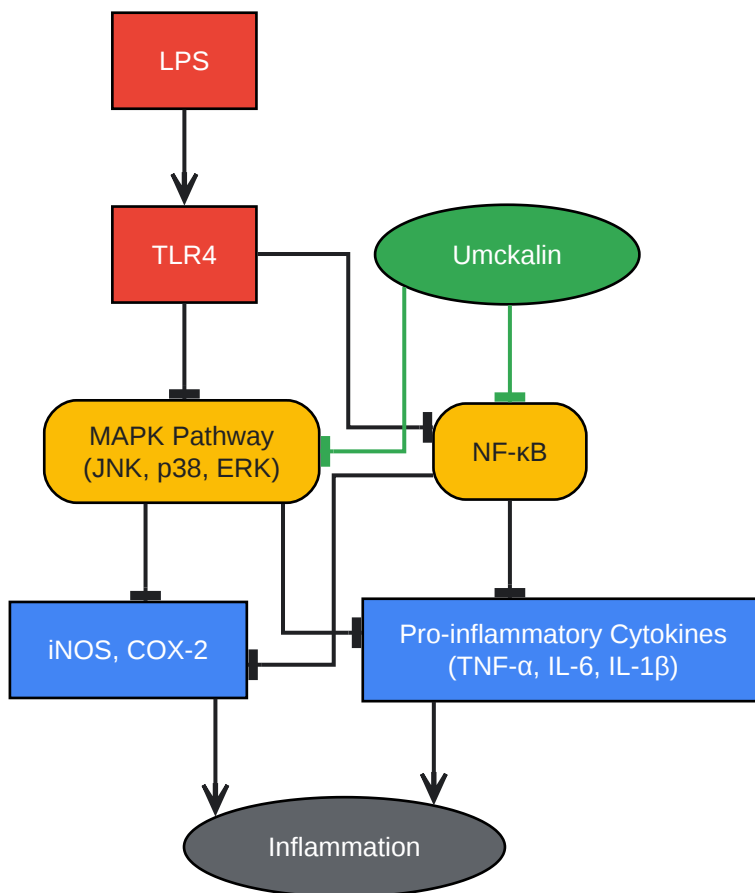 LPS
TLR4
Umckalin
MAPK Pathway
(JNK, p38, ERK)
NF-κB
iNOS, COX-2
Pro-inflammatory Cytokines
(TNF-α, IL-6, IL-1β)
Inflammation